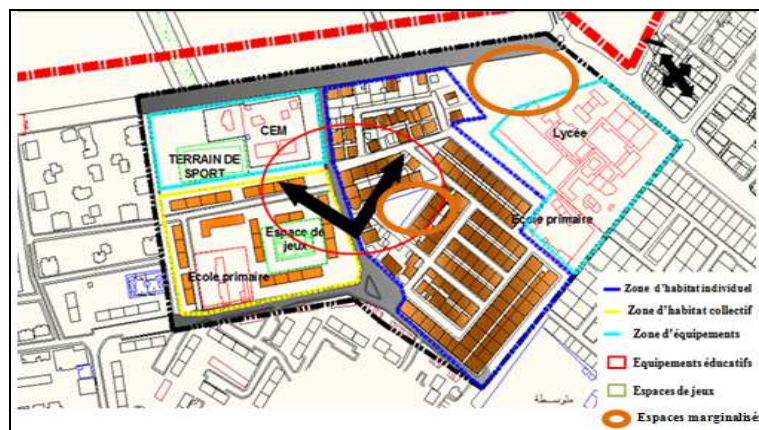 CEM
Lycée
TERRAIN DE
SPORT
Ecole primaire
Espace de
jeux
Ecole primaire
Zone d'habitat individuel
Zone d'habitat collectif
Zone d'équipements
Equipements éducatifs
Espaces de jeux
Espaces marginalisés
متوسطة